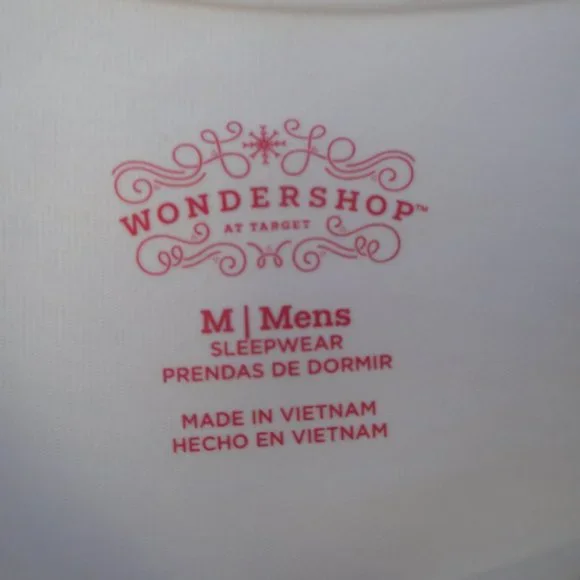 WONDERSHOP™
AT TARGET
M | Mens
SLEEPWEAR
PRENDAS DE DORMIR
MADE IN VIETNAM
HECHO EN VIETNAM